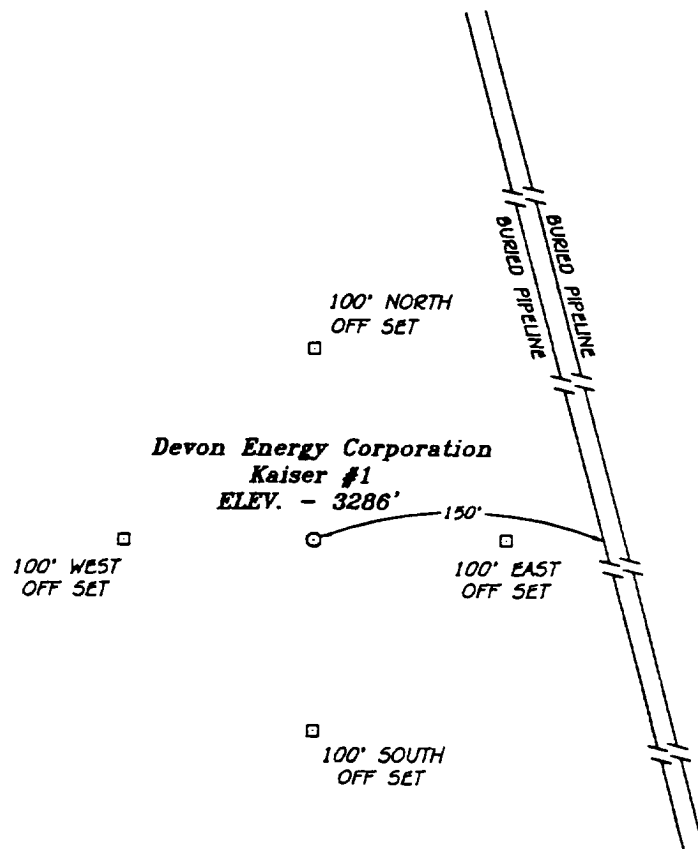 BURIED PIPELINE
BURIED PIPELINE
100' NORTH
OFF SET
Devon Energy Corporation
Kaiser #1
ELEV. - 3286'
150'
100' WEST
OFF SET
100' EAST
OFF SET
100' SOUTH
OFF SET